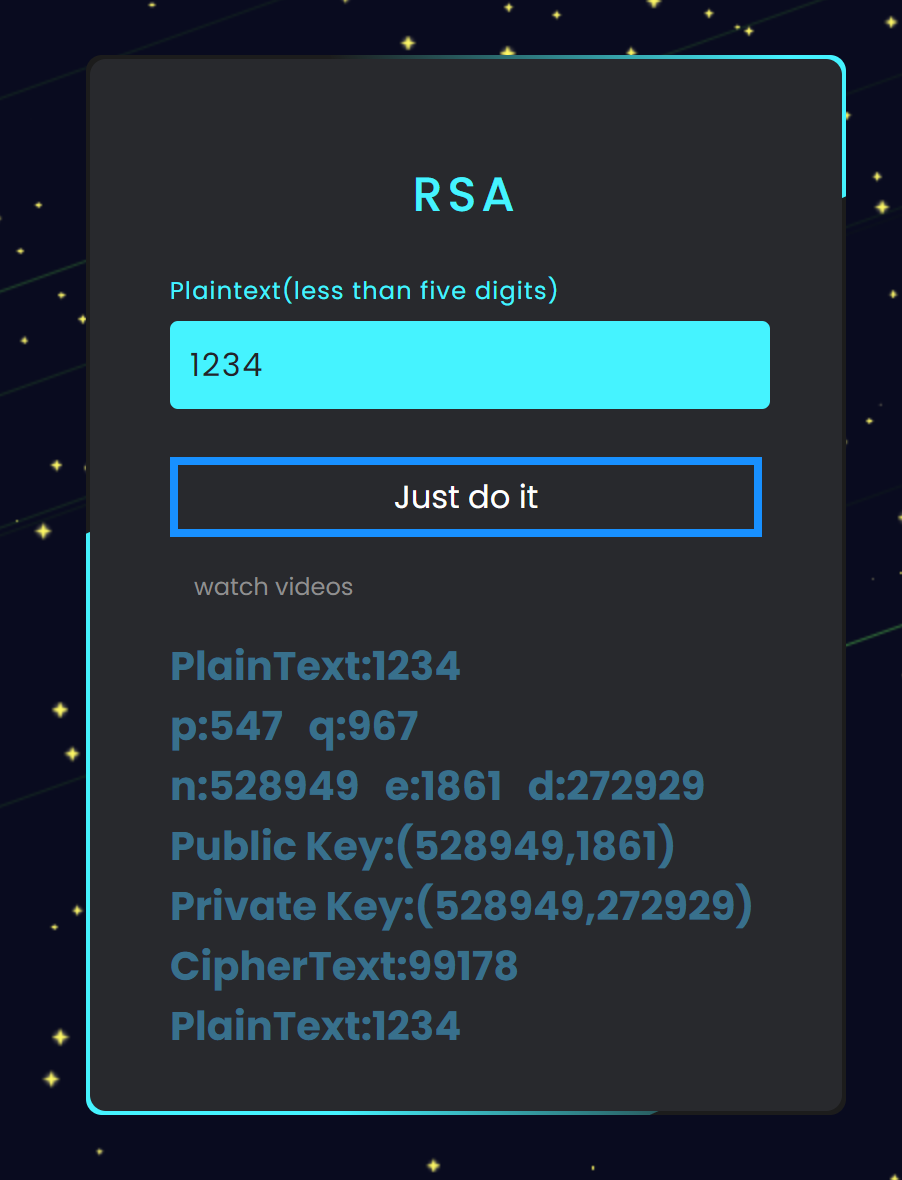 RSA
Plaintext(less than five digits)
1234
Just do it
watch videos
PlainText:1234
p:547 q:967
n:528949 e:1861 d:272929
Public Key:(528949,1861)
Private Key:(528949,272929)
CipherText:99178
PlainText:1234